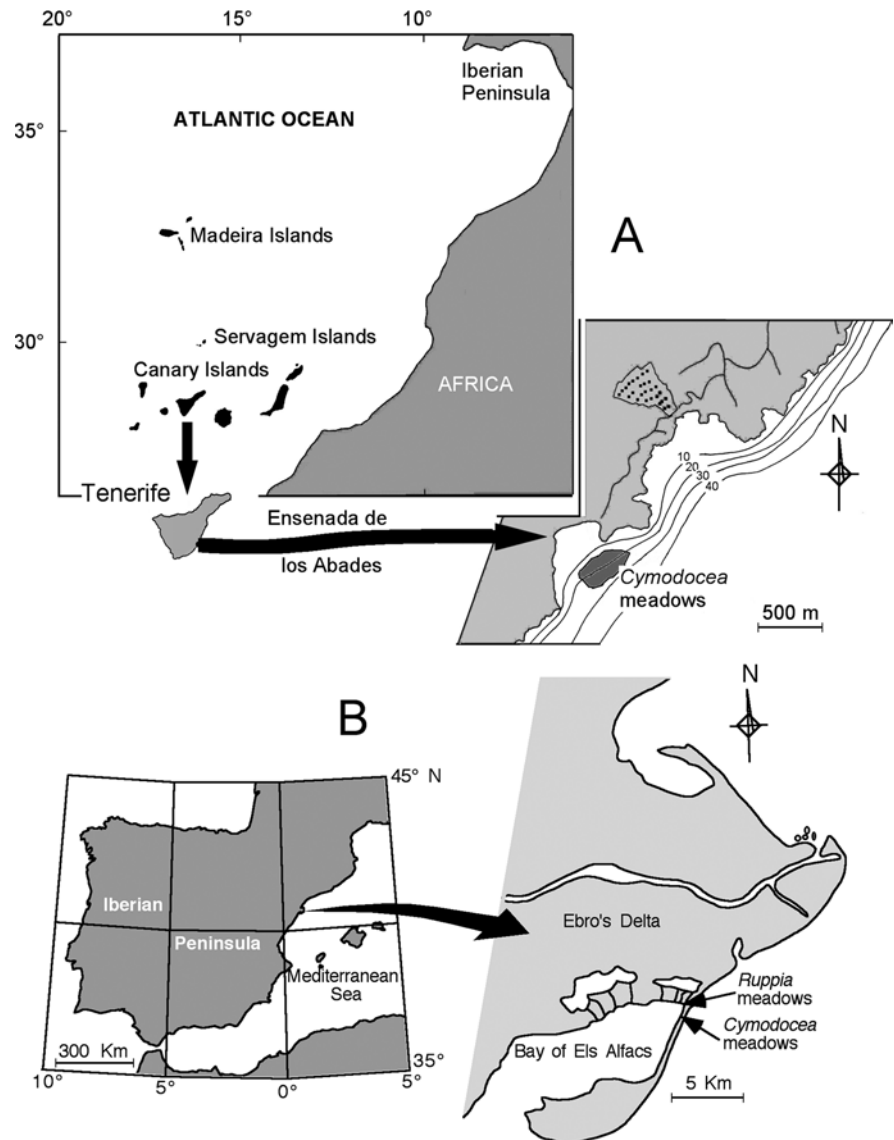 20°
15°
10°
Iberian
Peninsula
ATLANTIC OCEAN
35°
Madeira Islands
A
30°
Servagem Islands
Canary Islands
AFRICA
N
10
20
30
40
Tenerife
Ensenada de
los Abades
Cymodocea
meadows
500 m
B
N
45° N
Iberian
Peninsula
Mediterranean
Sea
300 Km
35°
10°
5°
0°
5°
Ebro's Delta
Ruppia
meadows
Cymodocea
meadows
Bay of Els Alfacs
5 Km